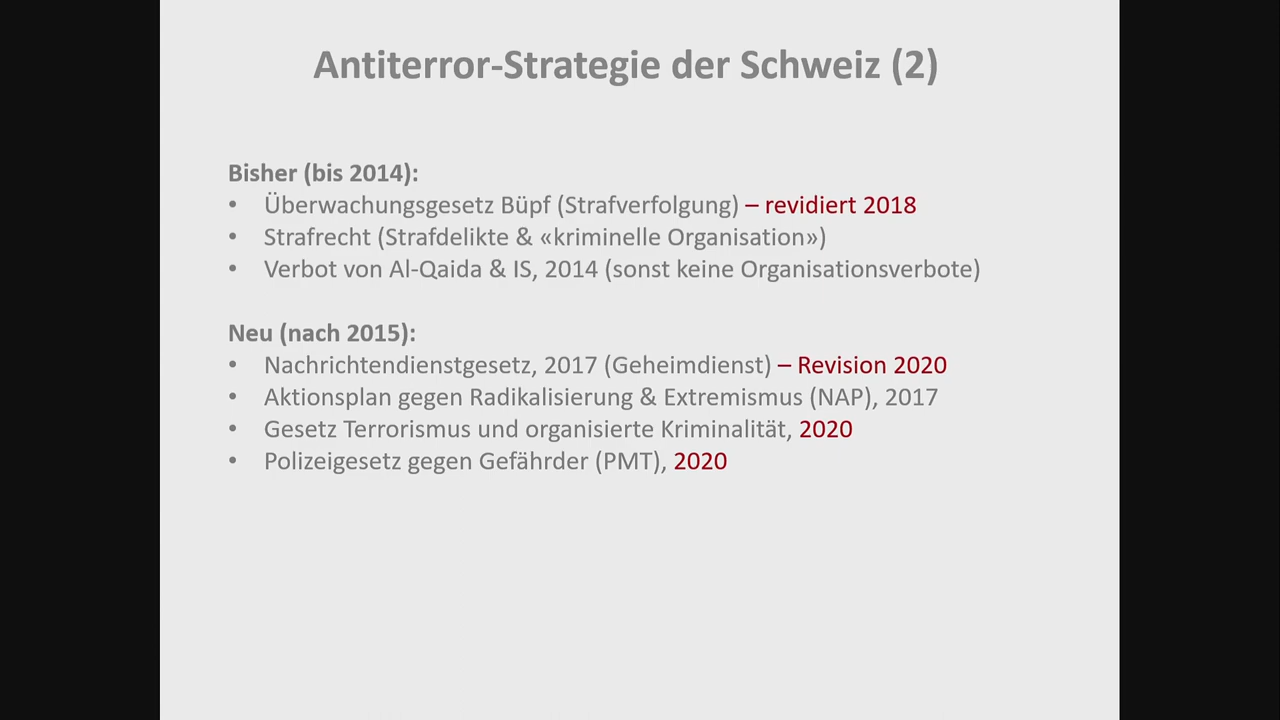 Antiterror-Strategie der Schweiz (2)
Bisher (bis 2014):
• Überwachungsgesetz Büpf (Strafverfolgung) – revidiert 2018
• Strafrecht (Strafdelikte & «kriminelle Organisation»)
• Verbot von Al-Qaida & IS, 2014 (sonst keine Organisationsverbote)
Neu (nach 2015):
• Nachrichtendienstgesetz, 2017 (Geheimdienst) – Revision 2020
• Aktionsplan gegen Radikalisierung & Extremismus (NAP), 2017
• Gesetz Terrorismus und organisierte Kriminalität, 2020
• Polizeigesetz gegen Gefährder (PMT), 2020